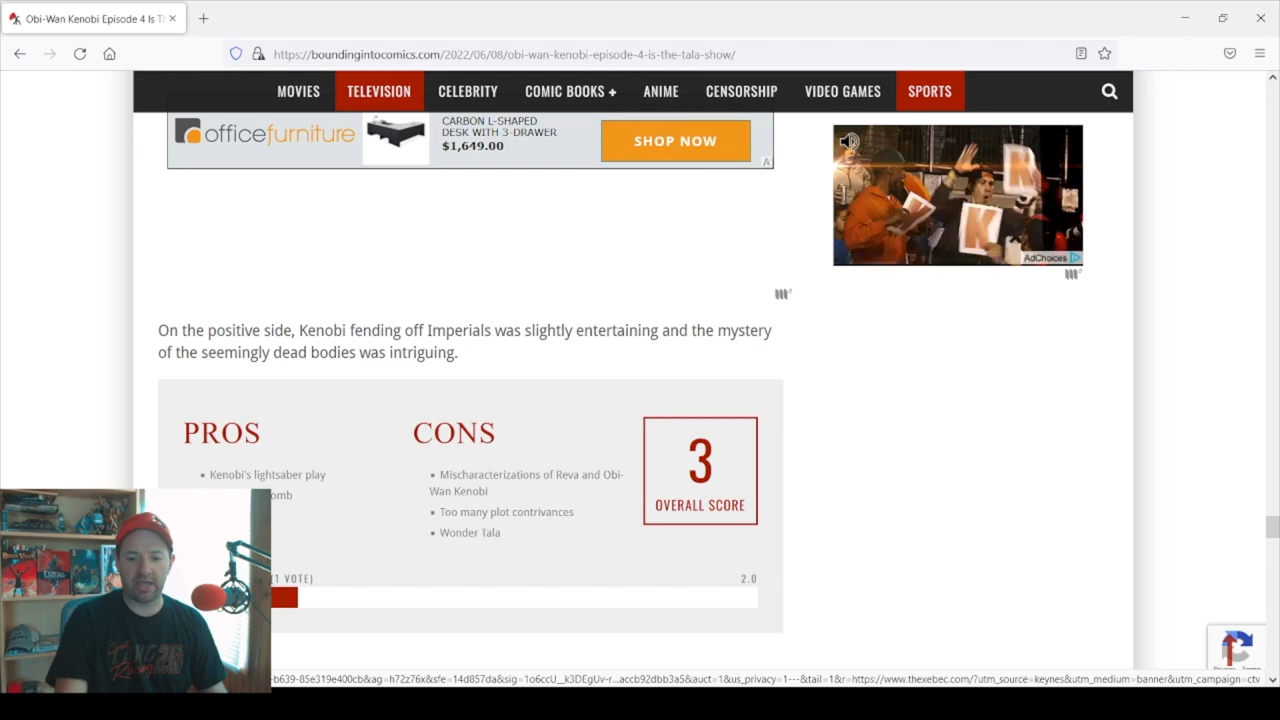 Obi-Wan Kenobi Episode 4 Is Th
https://boundingintocomics.com/2022/06/08/obi-wan-kenobi-episode-4-is-the-tala-show/
MOVIES TELEVISION CELEBRITY COMIC BOOKS + ANIME CENSORSHIP VIDEO GAMES SPORTS
officefurniture
CARBON L-SHAPED
DESK WITH 3-DRAWER
$1,649.00
SHOP NOW
K
K
AdChoices
On the positive side, Kenobi fending off Imperials was slightly entertaining and the mystery
of the seemingly dead bodies was intriguing.
PROS
Kenobi's lightsaber play
omb
CONS
Mischaracterizations of Reva and Obi-
Wan Kenobi
Too many plot contrivances
Wonder Tala
3
OVERALL SCORE
(1 VOTE)
2.0